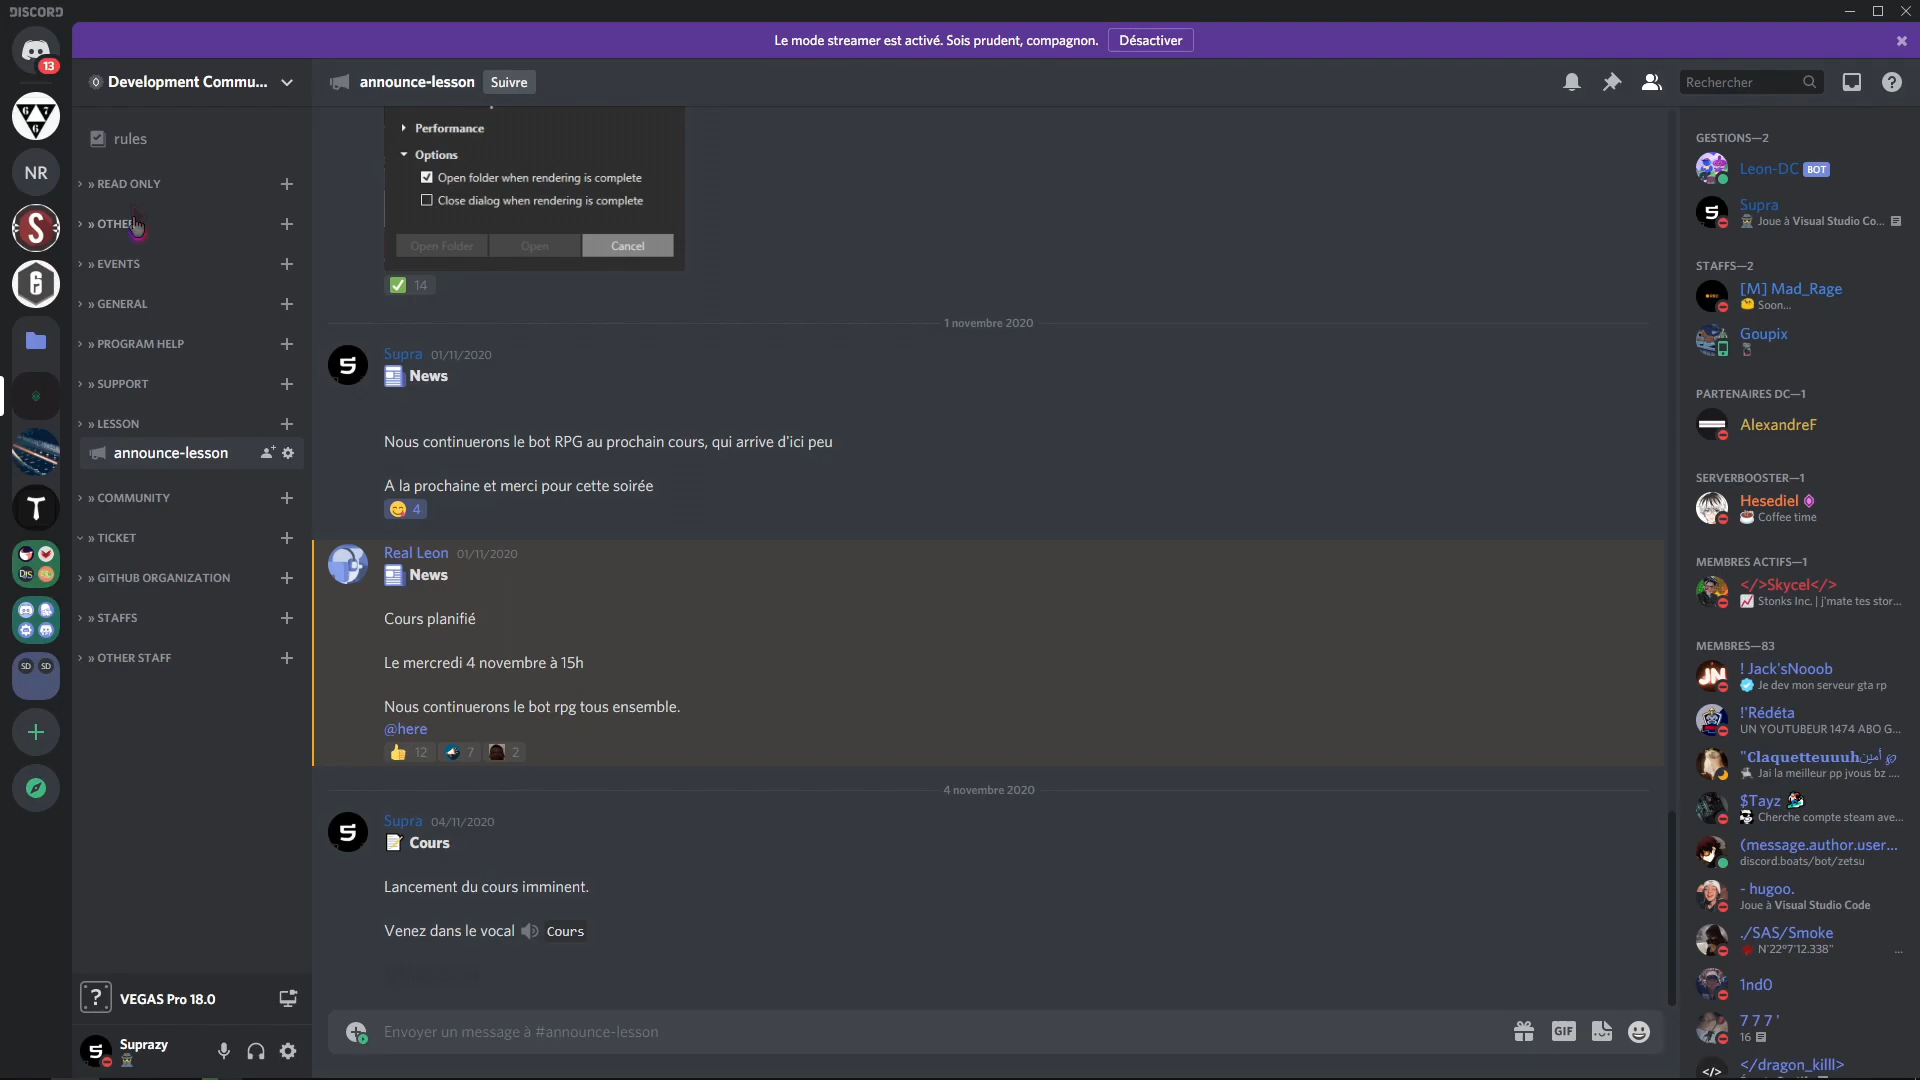 DISCORD
Le mode streamer est activé. Sois prudent, compagnon. Désactiver
13
NR
SD SD
Development Commu...
rules
» READ ONLY
» OTHER
» EVENTS
» GENERAL
» PROGRAM HELP
» SUPPORT
» LESSON
announce-lesson
» COMMUNITY
» TICKET
» GITHUB ORGANIZATION
» STAFFS
» OTHER STAFF
VEGAS Pro 18.0
Suprazy
announce-lesson Suivre
Rechercher
Performance
Options
Open folder when rendering is complete
Close dialog when rendering is complete
Open Folder Open Cancel
14
1 novembre 2020
Supra 01/11/2020
News
Nous continuerons le bot RPG au prochain cours, qui arrive d'ici peu
A la prochaine et merci pour cette soirée
4
Real Leon 01/11/2020
News
Cours planifié
Le mercredi 4 novembre à 15h
Nous continuerons le bot rpg tous ensemble.
@here
12 7 2
4 novembre 2020
Supra 04/11/2020
Cours
Lancement du cours imminent.
Venez dans le vocal Cours
Envoyer un message à #announce-lesson
GIF
GESTIONS—2
Leon-DC BOT
Supra
Joue à Visual Studio Co...
STAFFS—2
[M] Mad_Rage
Soon...
Goupix
PARTENAIRES DC—1
AlexandreF
SERVERBOOSTER—1
Hesediel
Coffee time
MEMBRES ACTIFS—1
</>Skycel</>
Stonks Inc. | j'mate tes stor...
MEMBRES—83
! Jack'sNooob
Je dev mon serveur gta rp
!'Rédéta
UN YOUTUBEUR 1474 ABO G...
"Claquetteuuuhأمين
Jai la meilleur pp jvous bz ....
$Tayz
Cherche compte steam ave...
(message.author.user...
discord.boats/bot/zetsu
- hugoo.
Joue à Visual Studio Code
./SAS/Smoke
N'22°7'12.338" ...
1nd0
7 7 7 '
16
</dragon_killl>